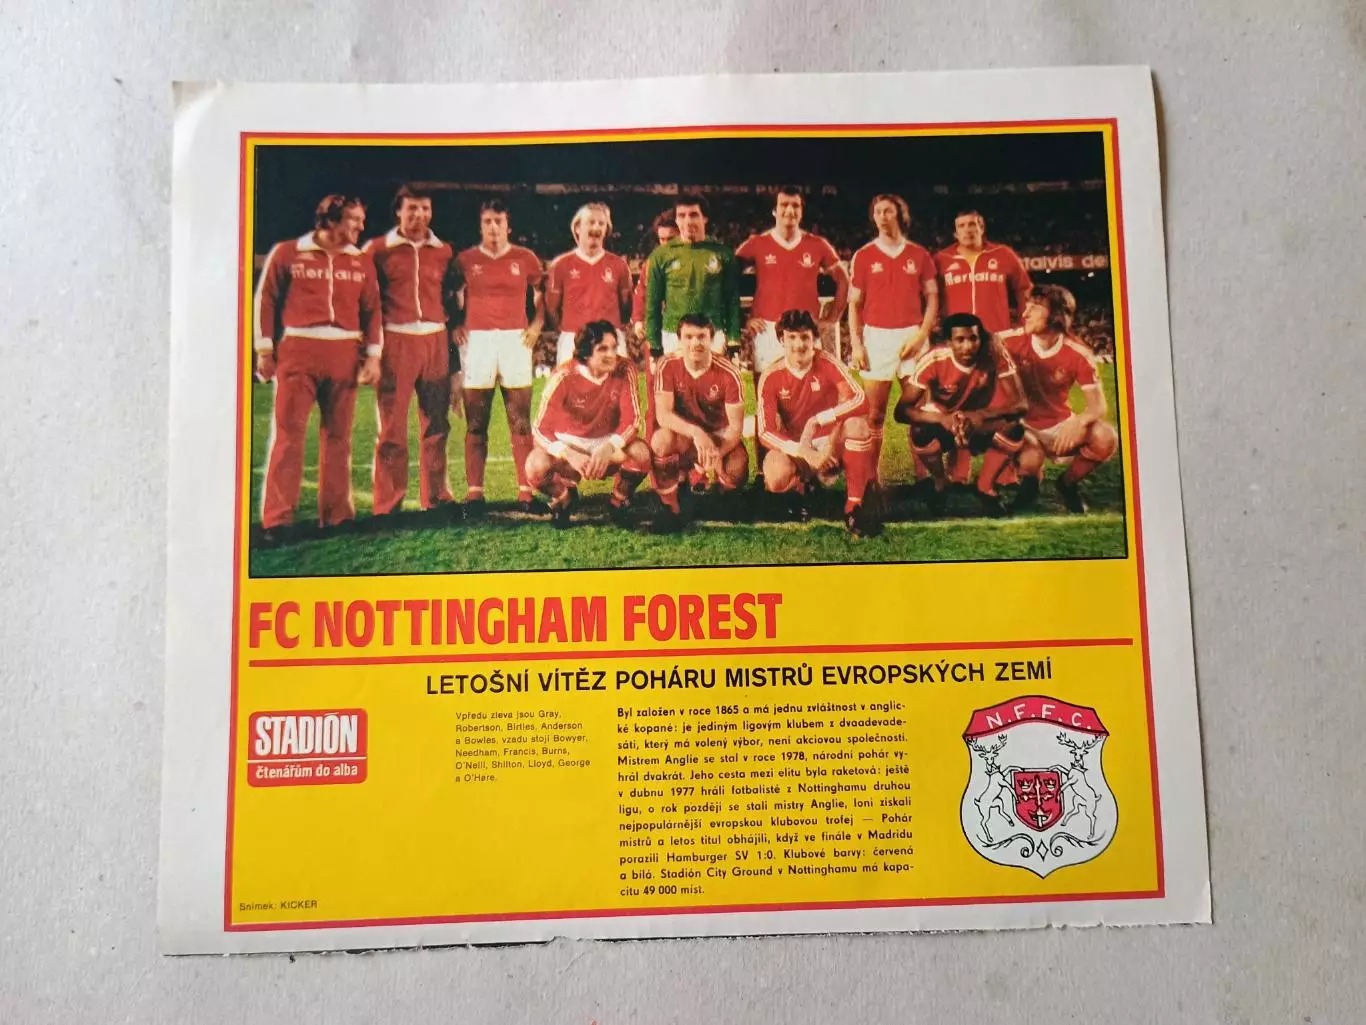 merkales
merkales
talvis de
FC NOTTINGHAM FOREST
LETOŠNÍ VÍTĚZ POHÁRU MISTRŮ EVROPSKÝCH ZEMÍ
STADIÓN
čtenářům do alba
Vpředu zleva jsou Gray,
Robertson, Birtles, Anderson
a Bowles, vzadu stojí Bowyer,
Needham, Francis, Burns,
O'Neill, Shilton, Lloyd, George
a O'Hare.
Byl založen v roce 1865 a má jednu zvláštnost v anglic-
ké kopané: je jediným ligovým klubem z dvaadevade-
sáti, který má volený výbor, není akciovou společností.
Mistrem Anglie se stal v roce 1978, národní pohár vy-
hrál dvakrát. Jeho cesta mezi elitu byla raketová: ještě
v dubnu 1977 hráli fotbalisté z Nottinghamu druhou
ligu, o rok později se stali mistry Anglie, loni získali
nejpopulárnější evropskou klubovou trofej — Pohár
mistrů a letos titul obhájili, když ve finále v Madridu
porazili Hamburger SV 1:0. Klubové barvy: červená
a bílá. Stadión City Ground v Nottinghamu má kapa-
citu 49 000 míst.
N.F.F.C.
Snímek: KICKER